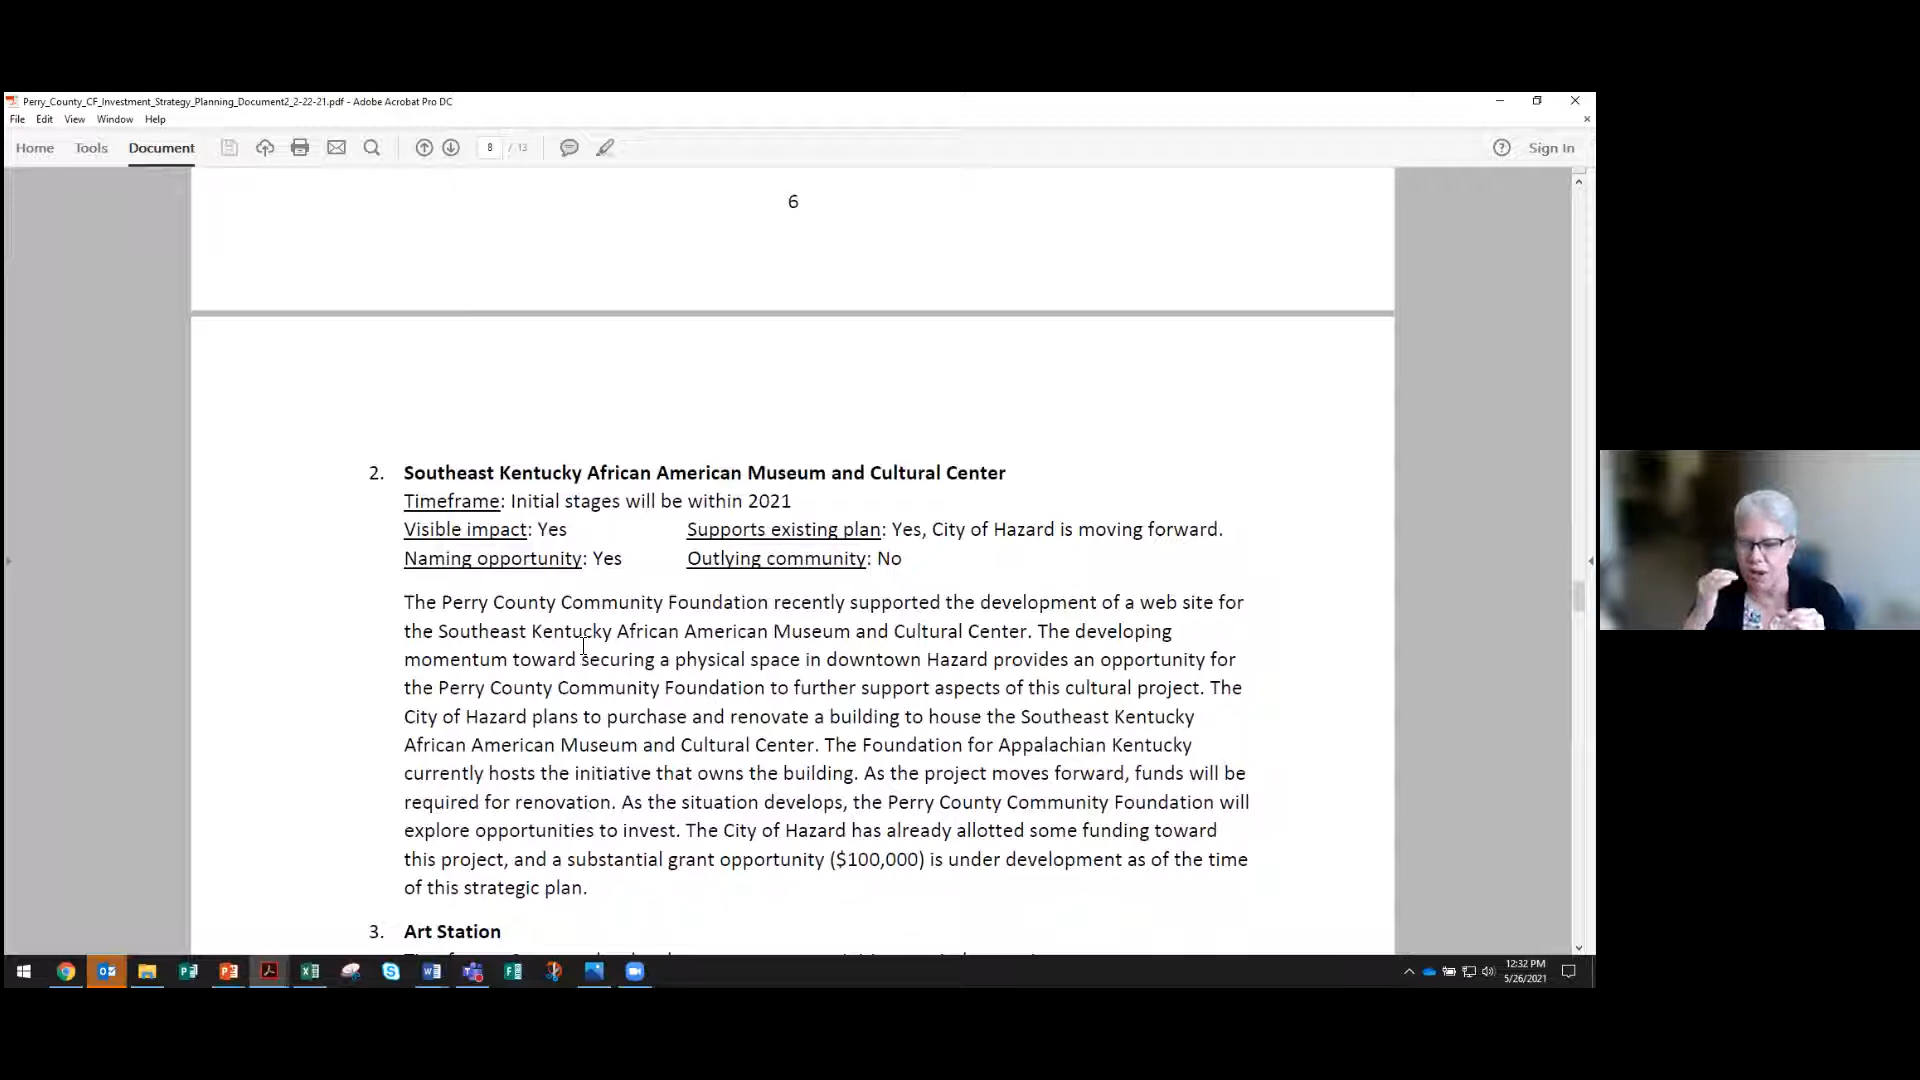 Perry_County_CF_Investment_Strategy_Planning_Document2_2-22-21.pdf - Adobe Acrobat Pro DC
File Edit View Window Help
Home Tools Document 8 / 13 Sign In
6
2. Southeast Kentucky African American Museum and Cultural Center
Timeframe: Initial stages will be within 2021
Visible impact: Yes Supports existing plan: Yes, City of Hazard is moving forward.
Naming opportunity: Yes Outlying community: No
The Perry County Community Foundation recently supported the development of a web site for
the Southeast Kentucky African American Museum and Cultural Center. The developing
momentum toward securing a physical space in downtown Hazard provides an opportunity for
the Perry County Community Foundation to further support aspects of this cultural project. The
City of Hazard plans to purchase and renovate a building to house the Southeast Kentucky
African American Museum and Cultural Center. The Foundation for Appalachian Kentucky
currently hosts the initiative that owns the building. As the project moves forward, funds will be
required for renovation. As the situation develops, the Perry County Community Foundation will
explore opportunities to invest. The City of Hazard has already allotted some funding toward
this project, and a substantial grant opportunity ($100,000) is under development as of the time
of this strategic plan.
3. Art Station
12:32 PM
5/26/2021